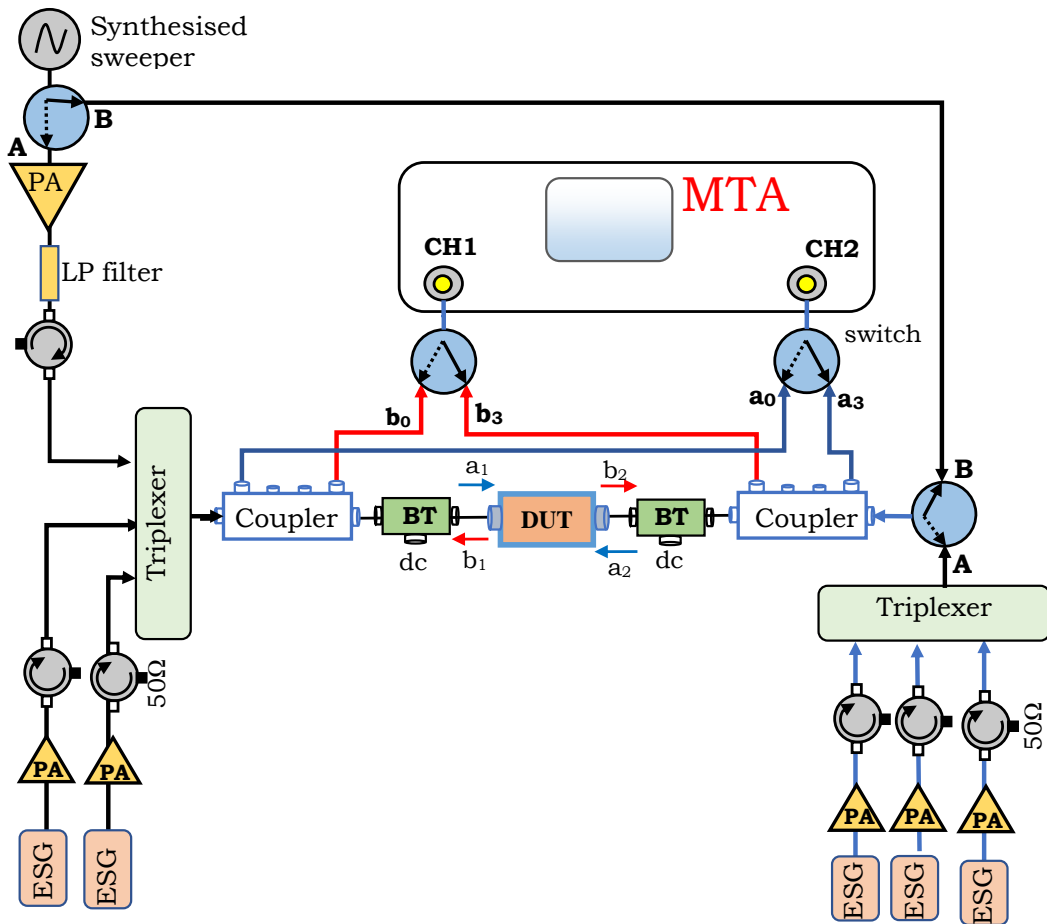 Synthesised
sweeper
B
A
PA
LP filter
MTA
CH1
CH2
switch
b₀
b₃
a₀
a₃
Triplexer
Coupler
BT
dc
a₁
b₁
DUT
b₂
a₂
BT
dc
Coupler
B
A
Triplexer
50Ω
PA
PA
ESG
ESG
50Ω
PA
PA
PA
ESG
ESG
ESG